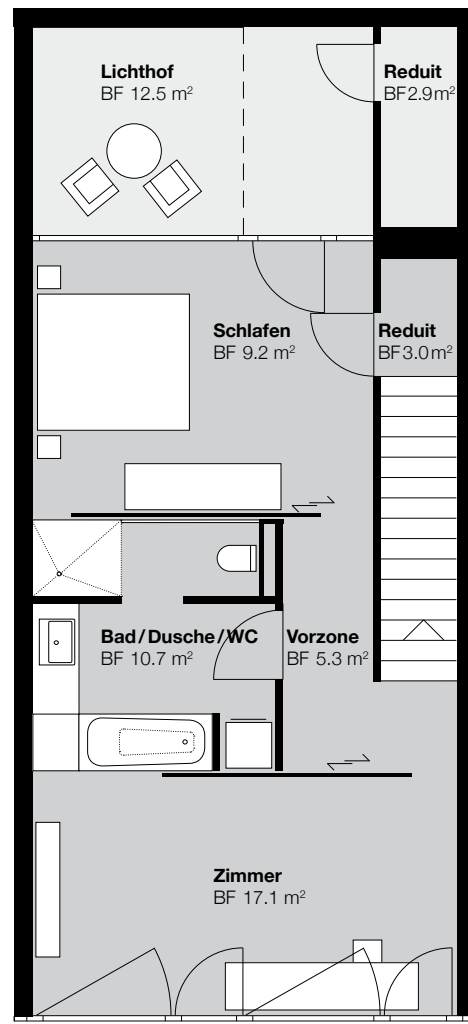 Lichthof
BF 12.5 m²
Reduit
BF2.9m²
Schlafen
BF 9.2 m²
Reduit
BF3.0m²
Bad/Dusche/WC
BF 10.7 m²
Vorzone
BF 5.3 m²
Zimmer
BF 17.1 m²